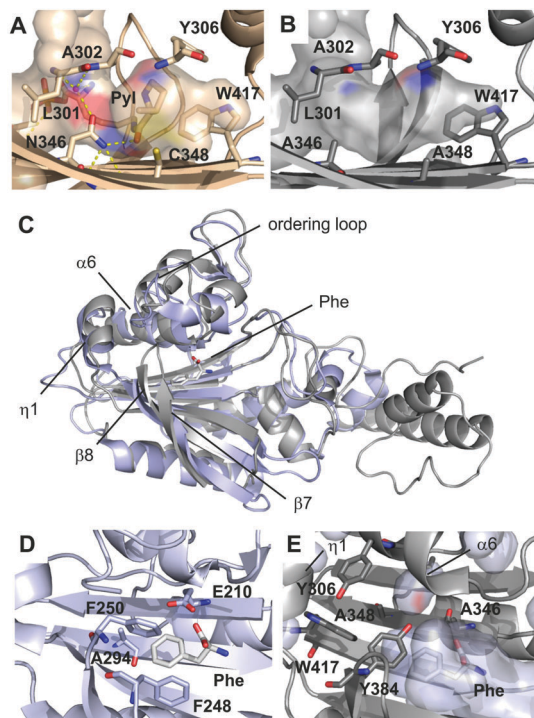 A
A302
Y306
Pyl
W417
L301
N346
C348
B
A302
Y306
W417
L301
A346
A348
C
ordering loop
α6
Phe
η1
β8
β7
D
E210
F250
A294
Phe
F248
E
η1
α6
Y306
A348
A346
W417
Y384
Phe